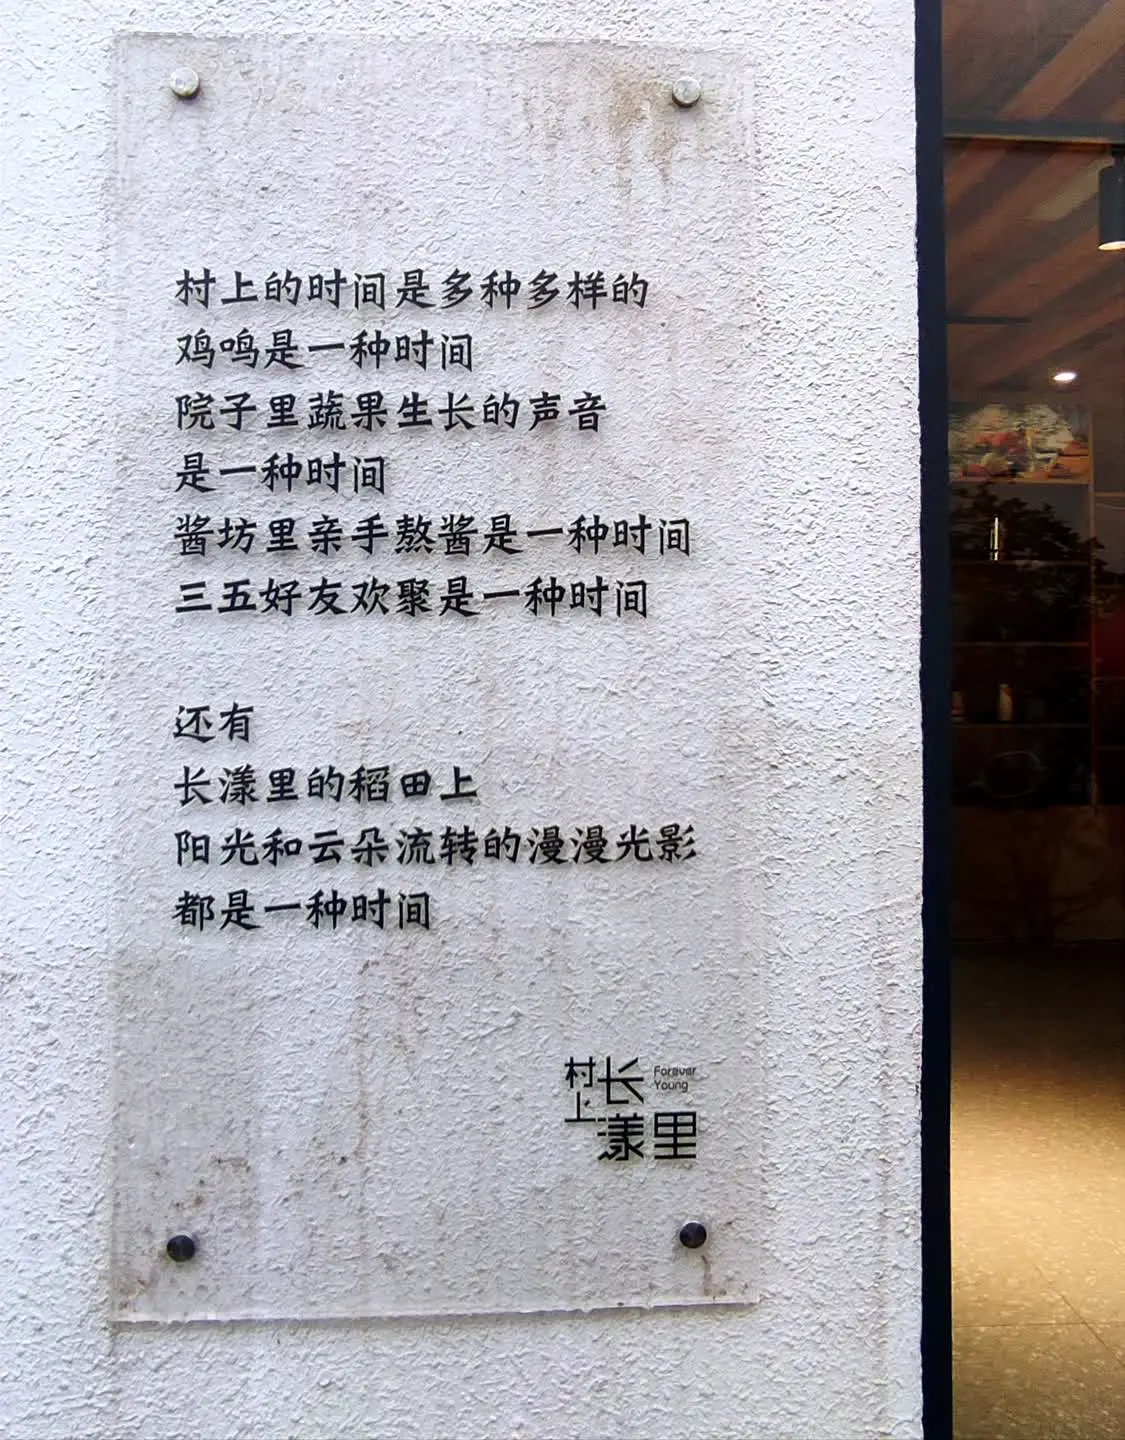 村上的时间是多种多样的
鸡鸣是一种时间
院子里蔬果生长的声音
是一种时间
酱坊里亲手熬酱是一种时间
三五好友欢聚是一种时间
还有
长漾里的稻田上
阳光和云朵流转的漫漫光影
都是一种时间
村上
长漾里
Forever
Young